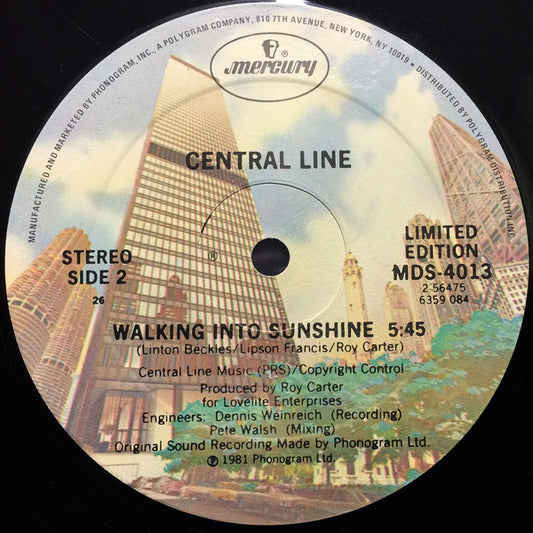 MANUFACTURED AND MARKETED BY PHONOGRAM, INC., A POLYGRAM COMPANY, 810 7TH AVENUE, NEW YORK, NY 10019 • DISTRIBUTED BY POLYGRAM DISTRIBUTION INC.
®
mercury
CENTRAL LINE
STEREO
SIDE 2
26
®
LIMITED
EDITION
MDS-4013
2 56475
6359 084
WALKING INTO SUNSHINE 5:45
(Linton Beckles/Lipson Francis/Roy Carter)
Central Line Music (PRS)/Copyright Control
Produced by Roy Carter
for Lovelite Enterprises
Engineers: Dennis Weinreich (Recording)
Pete Walsh (Mixing)
Original Sound Recording Made by Phonogram Ltd.
℗ 1981 Phonogram Ltd.